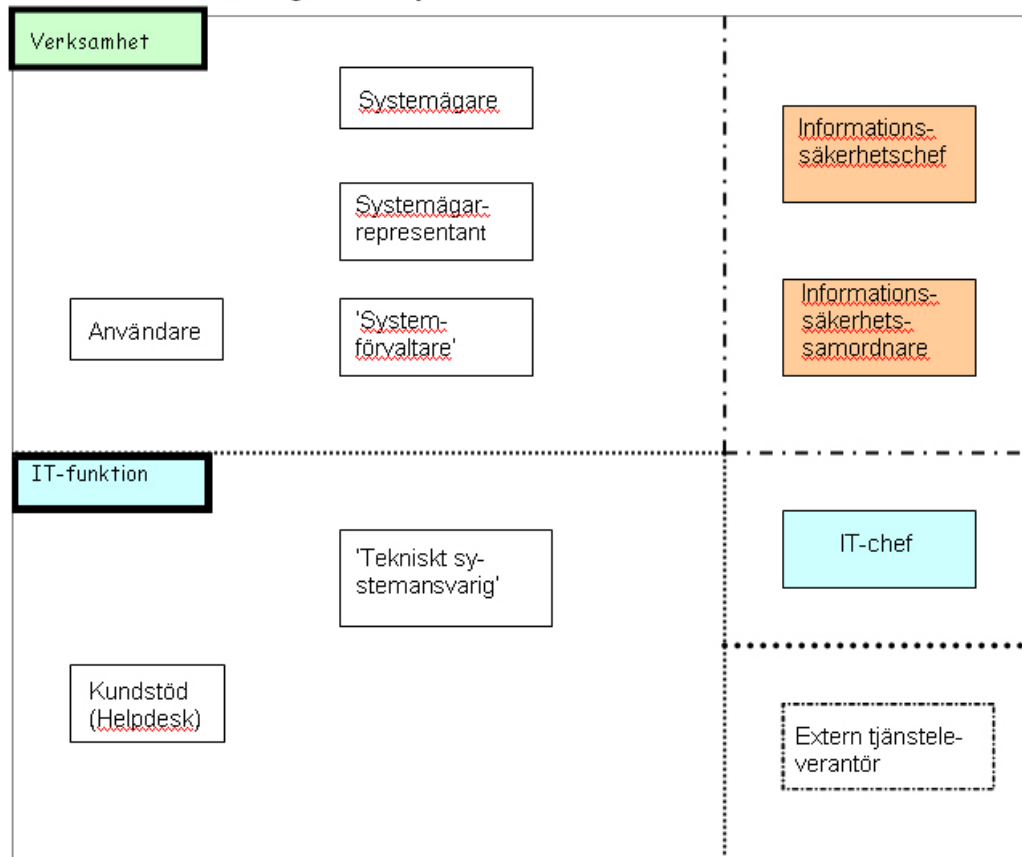 Verksamhet
Systemägare
Systemägar-
representant
Användare
'System-
förvaltare'
Informations-
säkerhetschef
Informations-
säkerhets-
samordnare
IT-funktion
'Tekniskt sy-
stemansvarig'
Kundstöd
(Helpdesk)
IT-chef
Extern tjänstele-
verantör